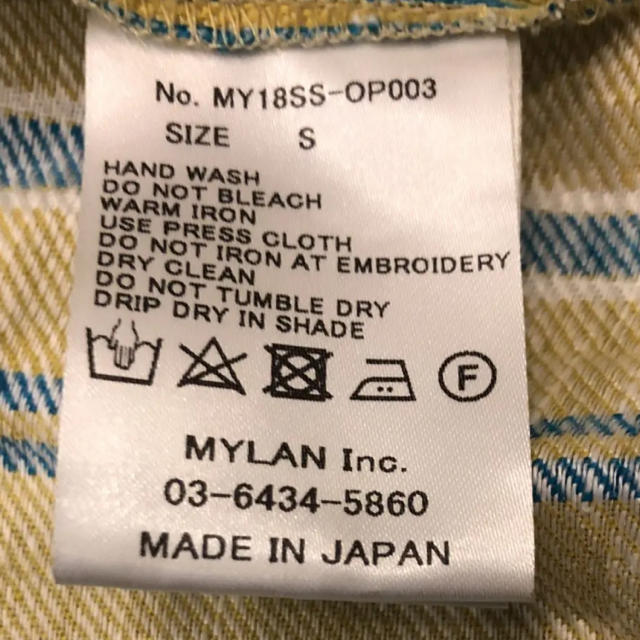 No. MY18SS-OP003
SIZE S
HAND WASH
DO NOT BLEACH
WARM IRON
USE PRESS CLOTH
DO NOT IRON AT EMBROIDERY
DRY CLEAN
DO NOT TUMBLE DRY
DRIP DRY IN SHADE
F
MYLAN Inc.
03-6434-5860
MADE IN JAPAN